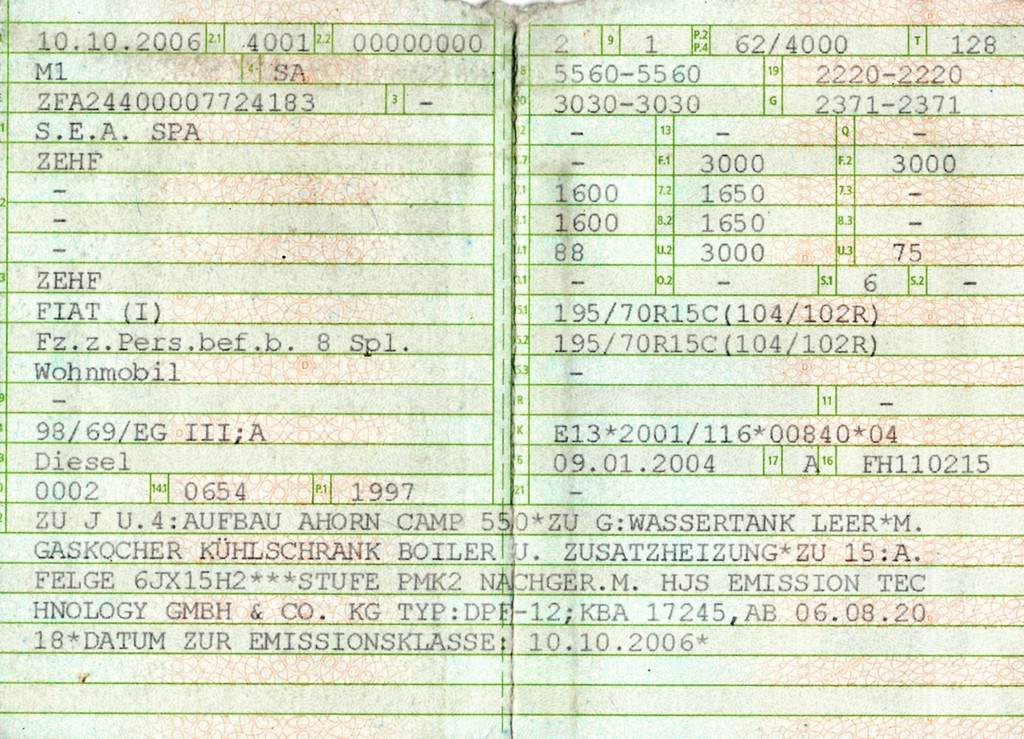 10.10.2006 2.1 4001 2.2 00000000 2 9 1 P.2 P.4 62/4000 T 128
M1 4 SA 5560-5560 19 2220-2220
ZFA24400007724183 3 - 3030-3030 G 2371-2371
S.E.A. SPA - 13 - Q -
ZEHF - F.1 3000 F.2 3000
- 1600 7.2 1650 7.3 -
- 1600 8.2 1650 8.3 -
- 88 U.2 3000 U.3 75
ZEHF - O.2 - S.1 6 S.2 -
FIAT (I) 195/70R15C(104/102R)
Fz.z.Pers.bef.b. 8 Spl. 195/70R15C(104/102R)
Wohnmobil -
- R 11 -
98/69/EG III;A K E13*2001/116*00840*04
Diesel 09.01.2004 17 A 16 FH110215
0002 14.1 0654 P.1 1997 21 -
ZU J U.4:AUFBAU AHORN CAMP 550*ZU G:WASSERTANK LEER*M.
GASKOCHER KÜHLSCHRANK BOILER U. ZUSATZHEIZUNG*ZU 15:A.
FELGE 6JX15H2***STUFE PMK2 NACHGER.M. HJS EMISSION TEC
HNOLOGY GMBH & CO. KG TYP:DPF-12;KBA 17245,AB 06.08.20
18*DATUM ZUR EMISSIONSKLASSE: 10.10.2006*